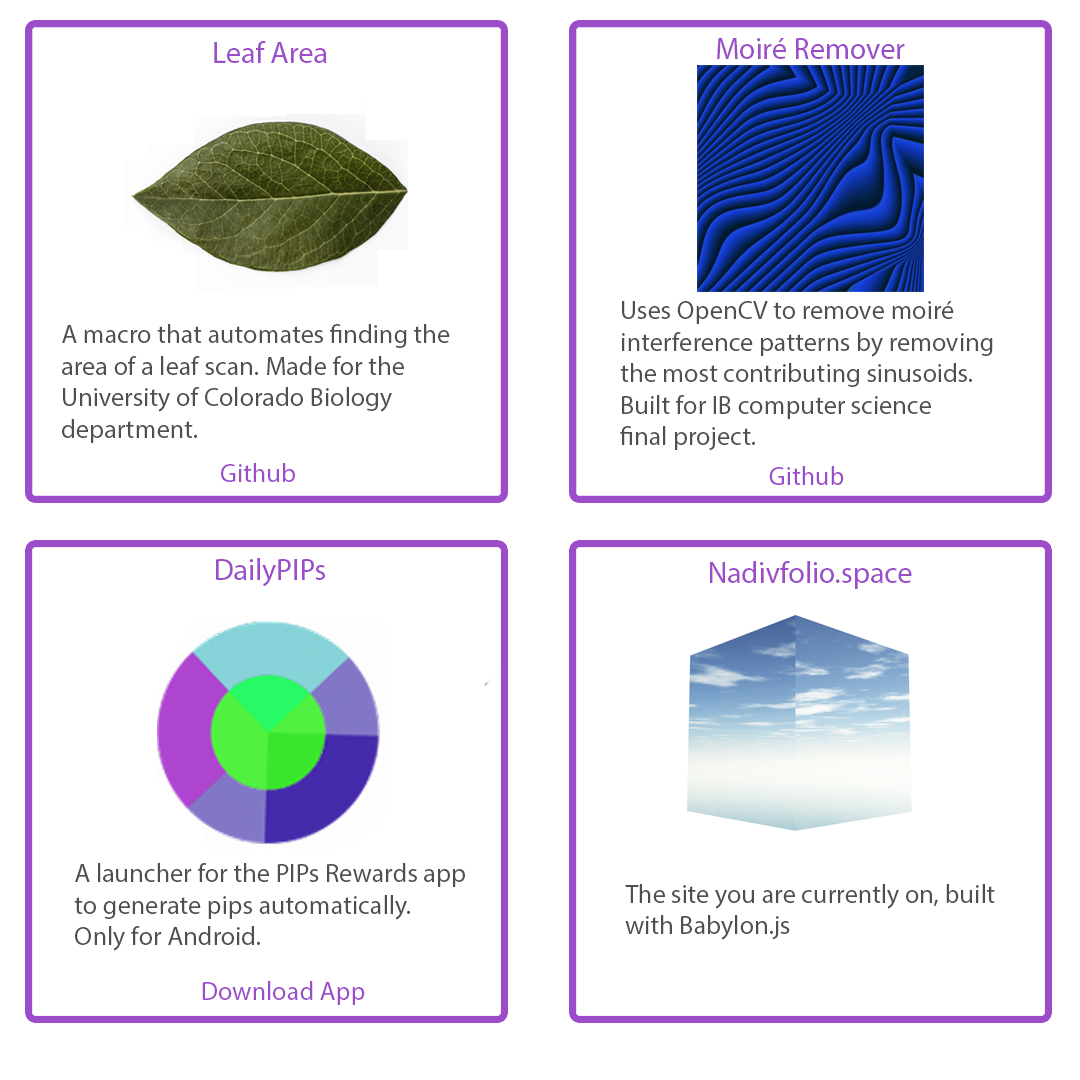 Leaf Area
A macro that automates finding the
area of a leaf scan. Made for the
University of Colorado Biology
department.
Github
Moiré Remover
Uses OpenCV to remove moiré
interference patterns by removing
the most contributing sinusoids.
Built for IB computer science
final project.
Github
DailyPIPs
A launcher for the PIPs Rewards app
to generate pips automatically.
Only for Android.
Download App
Nadivfolio.space
The site you are currently on, built
with Babylon.js